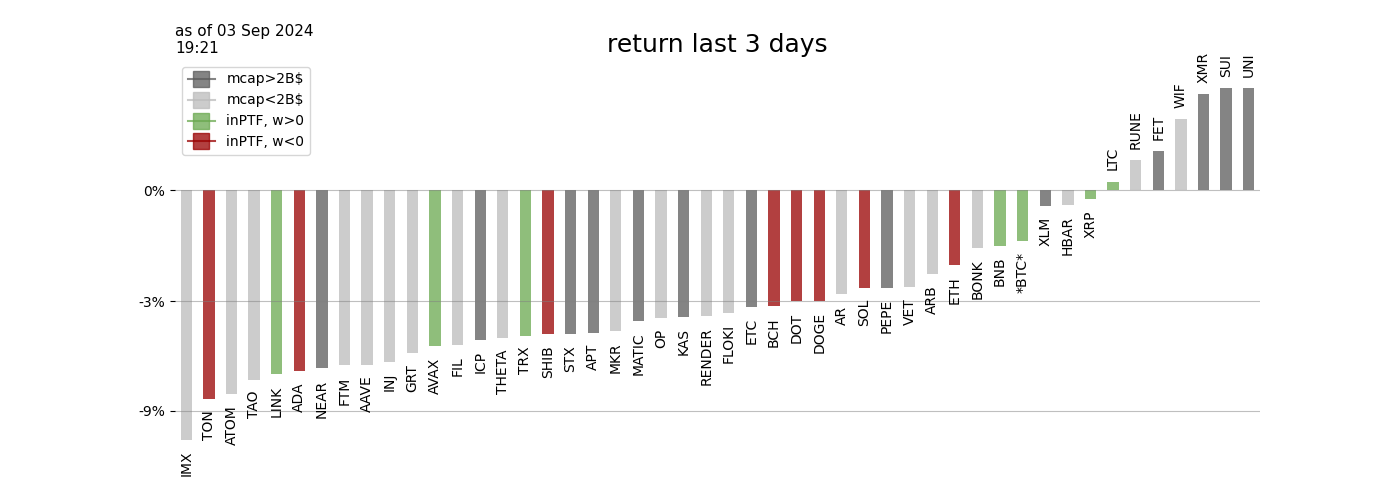 as of 03 Sep 2024
19:21
return last 3 days
mcap>2B$
mcap<2B$
inPTF, w>0
inPTF, w<0
0%
-3%
-9%
IMX
TON
ATOM
TAO
LINK
ADA
NEAR
FTM
AAVE
INJ
GRT
AVAX
FIL
ICP
THETA
TRX
SHIB
STX
APT
MKR
MATIC
OP
KAS
RENDER
FLOKI
ETC
BCH
DOT
DOGE
AR
SOL
PEPE
VET
ARB
ETH
BONK
BNB
*BTC*
XLM
HBAR
XRP
LTC
RUNE
FET
WIF
XMR
SUI
UNI